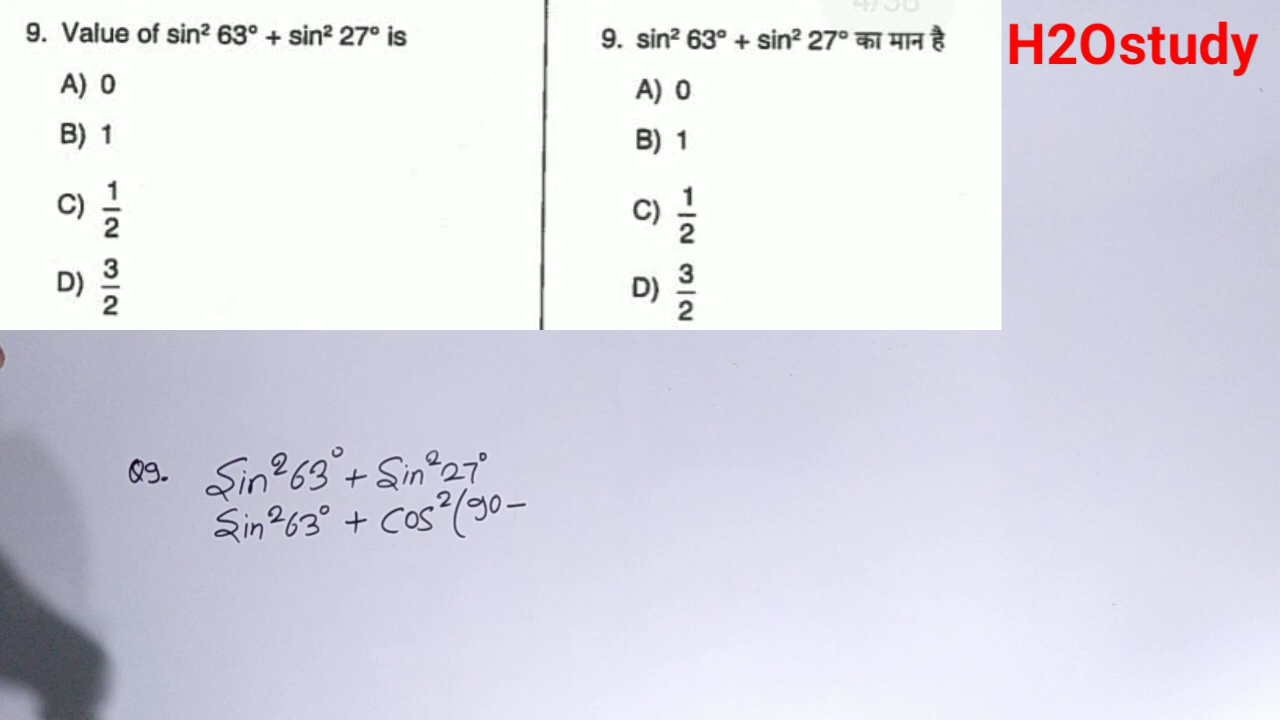 9. Value of sin² 63° + sin² 27° is
A) 0
B) 1
C) 1/2
D) 3/2
9. sin² 63° + sin² 27° का मान है
A) 0
B) 1
C) 1/2
D) 3/2
H2Ostudy
Q9. Sin²63° + Sin²27°
Sin²63° + Cos²(90 –